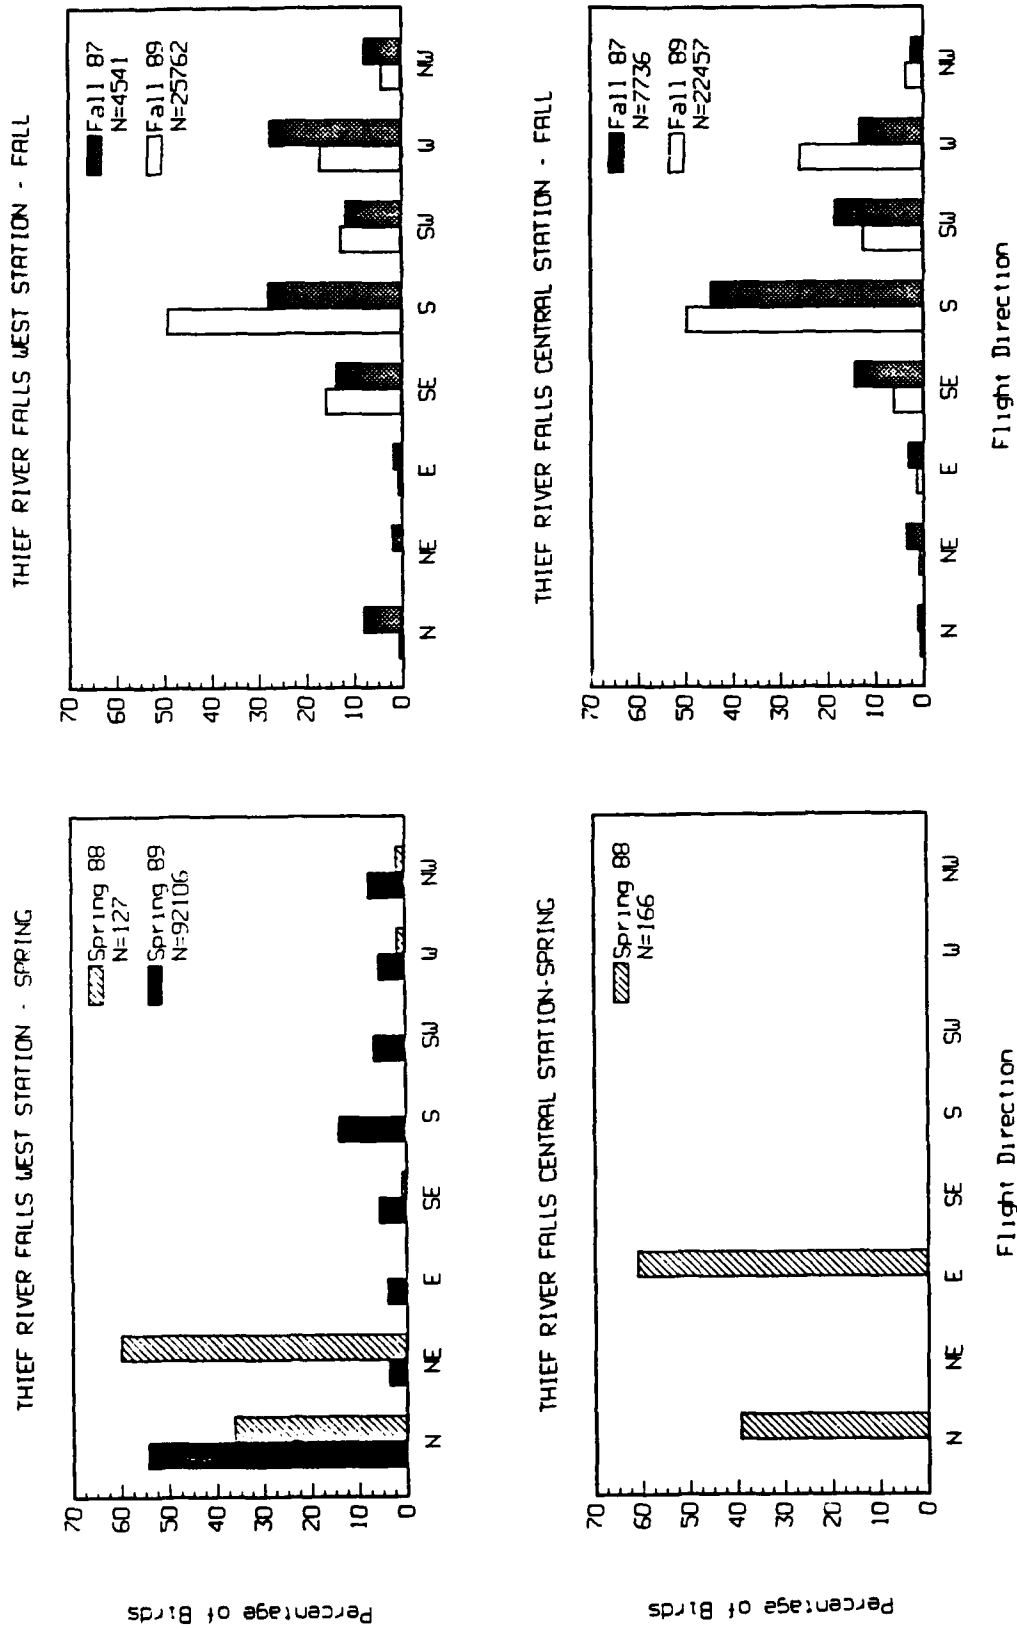 THIEF RIVER FALLS WEST STATION - SPRING
Percentage of Birds
70
60
50
40
30
20
10
0
Spring 88
N=127
Spring 89
N=92106
N NE E SE S SW W NW
THIEF RIVER FALLS WEST STATION - FALL
70
60
50
40
30
20
10
0
Fall 87
N=4541
Fall 89
N=25762
N NE E SE S SW W NW
THIEF RIVER FALLS CENTRAL STATION-SPRING
Percentage of Birds
70
60
50
40
30
20
10
0
Spring 88
N=166
N NE E SE S SW W NW
Flight Direction
THIEF RIVER FALLS CENTRAL STATION - FALL
70
60
50
40
30
20
10
0
Fall 87
N=7736
Fall 89
N=22457
N NE E SE S SW W NW
Flight Direction